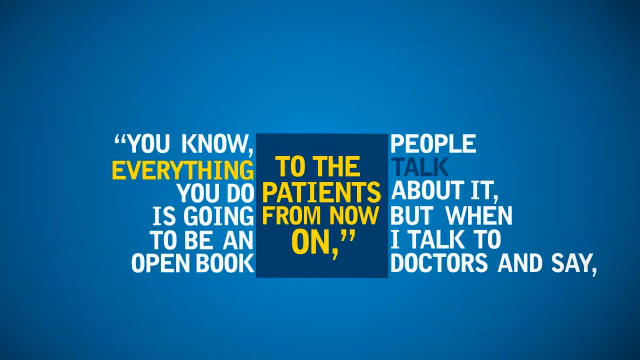 “YOU KNOW,
EVERYTHING
YOU DO
IS GOING
TO BE AN
OPEN BOOK
TO THE
PATIENTS
FROM NOW
ON,”
PEOPLE
TALK
ABOUT IT,
BUT WHEN
I TALK TO
DOCTORS AND SAY,